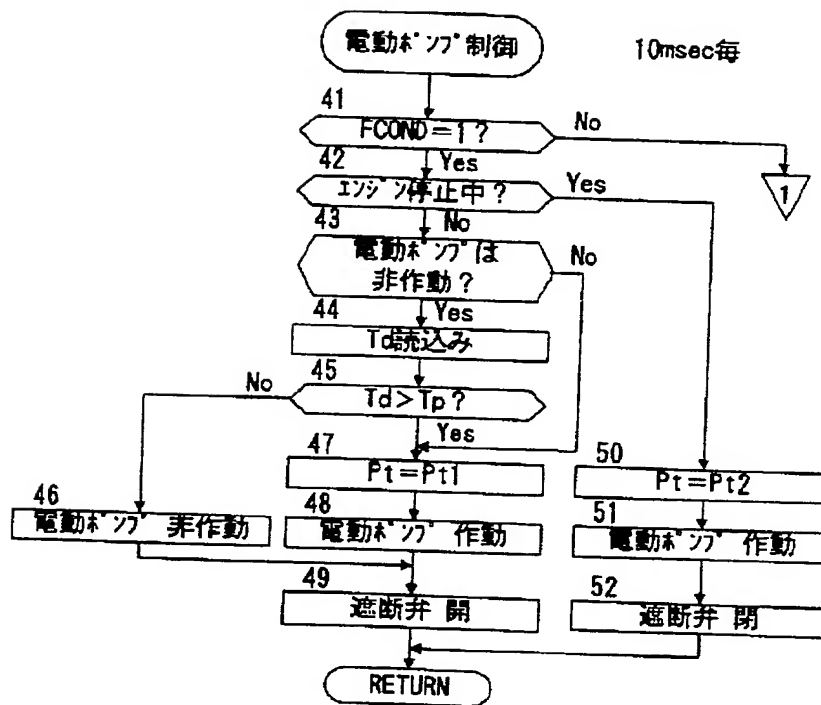 電動ﾎﾟﾝﾌﾟ制御
10msec毎
41
FCOND=1?
No
Yes
1
42
ｴﾝｼﾞﾝ停止中?
Yes
No
43
電動ﾎﾟﾝﾌﾟは
非作動?
No
Yes
44
Td読込み
45
Td>Tp?
No
Yes
47
Pt=Pt1
50
Pt=Pt2
46
電動ﾎﾟﾝﾌﾟ 非作動
48
電動ﾎﾟﾝﾌﾟ 作動
51
電動ﾎﾟﾝﾌﾟ 作動
49
遮断弁 開
52
遮断弁 閉
RETURN